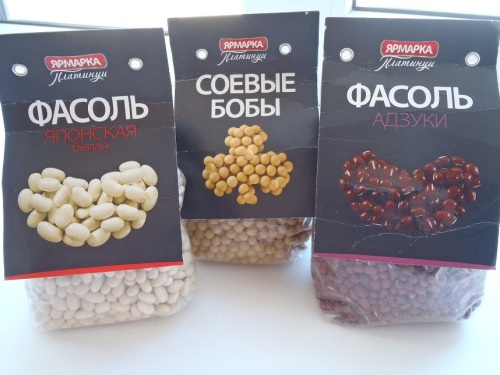 ЯРМАРКА
Платинум
ФАСОЛЬ
ЯПОНСКАЯ
белая
ЯРМАРКА
Платинум
СОЕВЫЕ
БОБЫ
ЯРМАРКА
Платинум
ФАСОЛЬ
АДЗУКИ